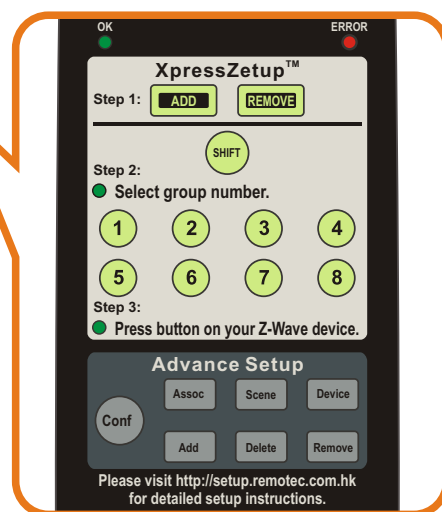 OK ERROR
XpressZetup™
Step 1: ADD REMOVE
SHIFT
Step 2:
Select group number.
1 2 3 4
5 6 7 8
Step 3:
Press button on your Z-Wave device.
Advance Setup
Assoc Scene Device
Conf
Add Delete Remove
Please visit http://setup.remotec.com.hk
for detailed setup instructions.